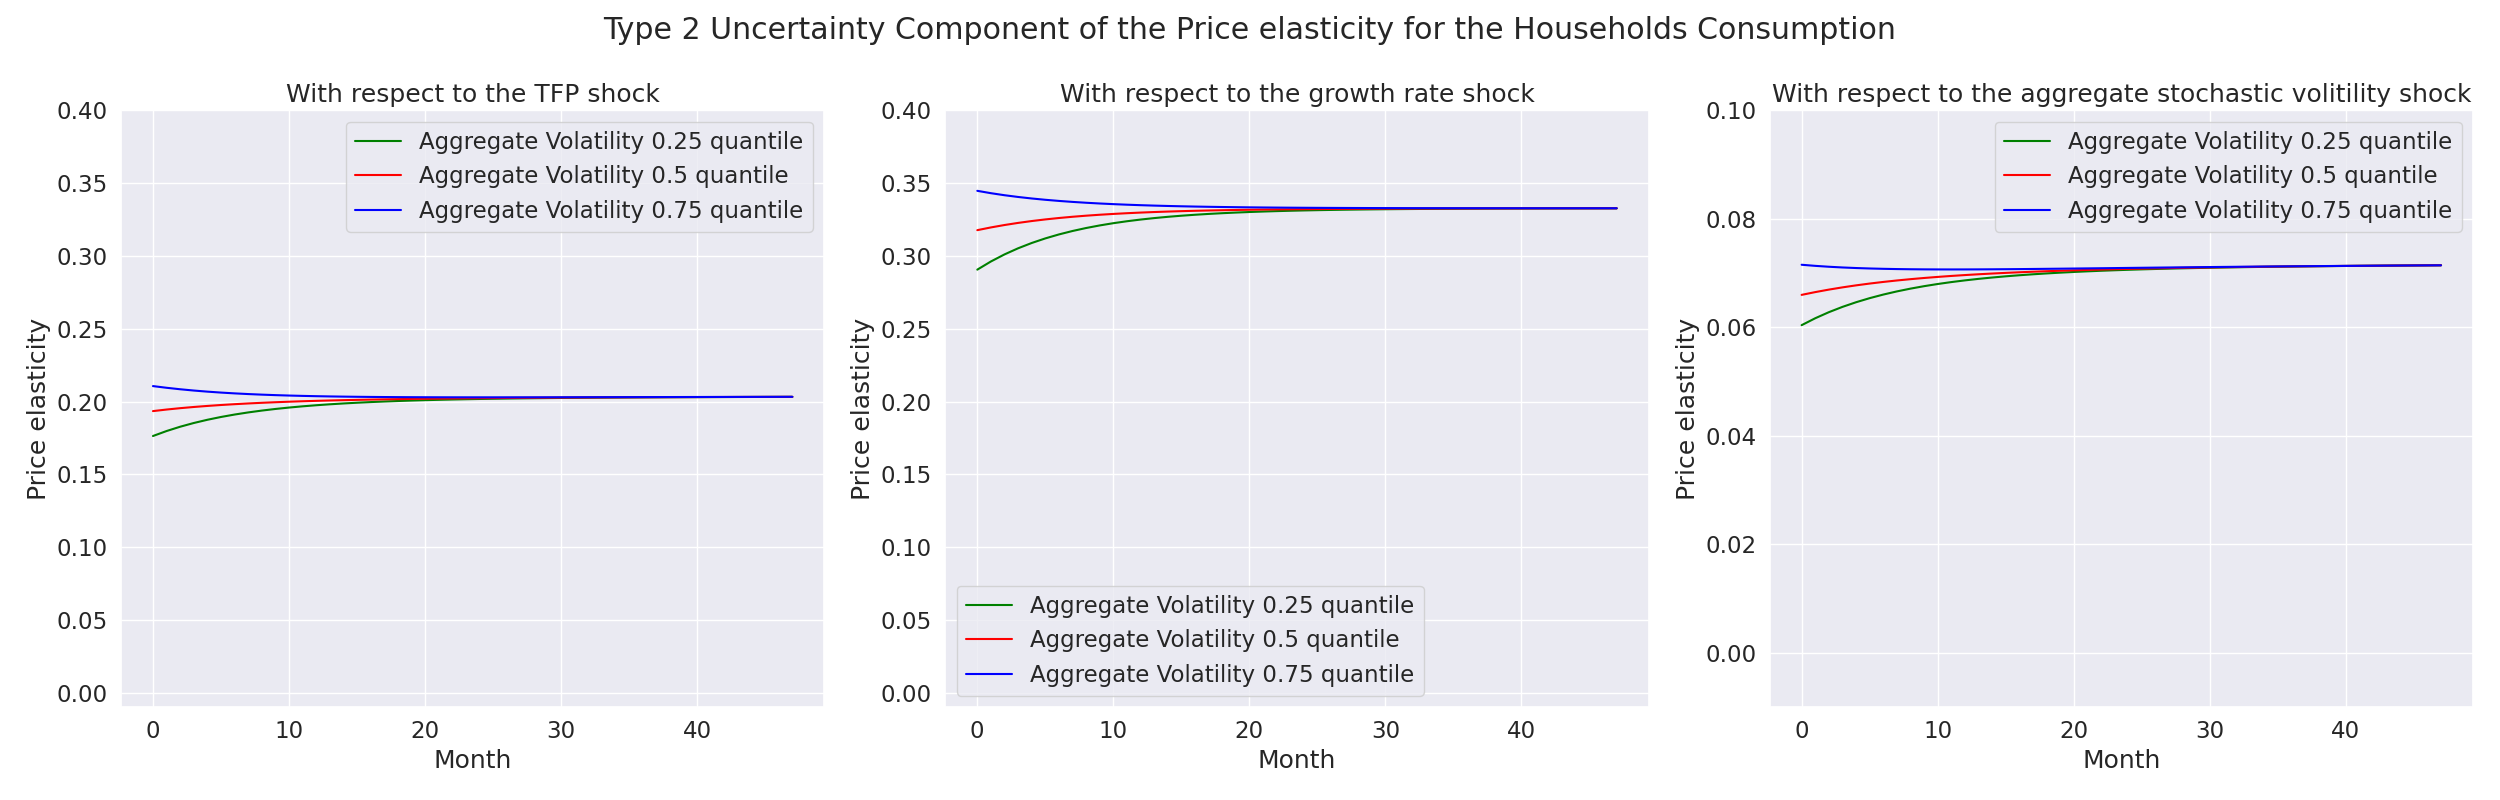 Type 2 Uncertainty Component of the Price elasticity for the Households Consumption
With respect to the TFP shock
0.40
0.35
0.30
0.25
0.20
0.15
0.10
0.05
0.00
Price elasticity
Aggregate Volatility 0.25 quantile
Aggregate Volatility 0.5 quantile
Aggregate Volatility 0.75 quantile
0 10 20 30 40
Month
With respect to the growth rate shock
0.40
0.35
0.30
0.25
0.20
0.15
0.10
0.05
0.00
Price elasticity
Aggregate Volatility 0.25 quantile
Aggregate Volatility 0.5 quantile
Aggregate Volatility 0.75 quantile
0 10 20 30 40
Month
With respect to the aggregate stochastic volitility shock
0.10
0.08
0.06
0.04
0.02
0.00
Price elasticity
Aggregate Volatility 0.25 quantile
Aggregate Volatility 0.5 quantile
Aggregate Volatility 0.75 quantile
0 10 20 30 40
Month